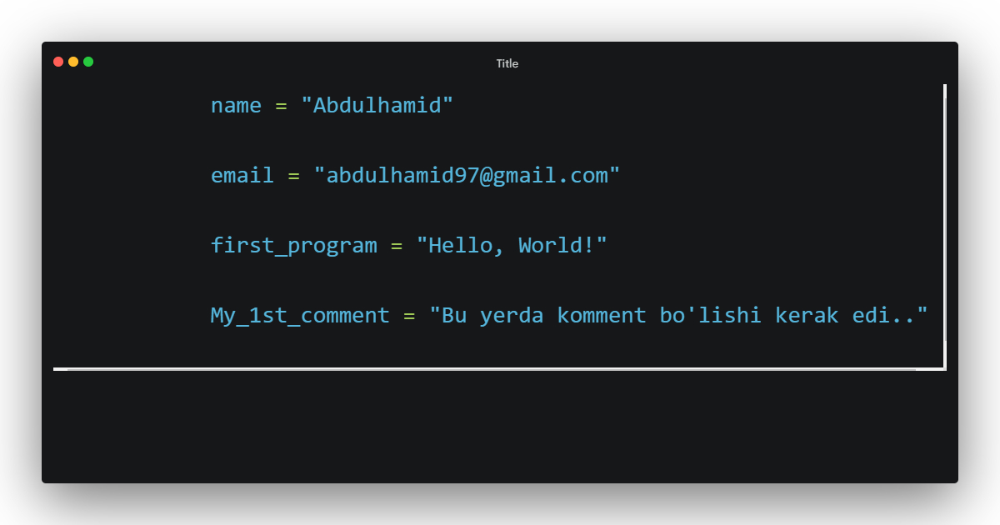 Title
name = "Abdulhamid"
email = "abdulhamid97@gmail.com"
first_program = "Hello, World!"
My_1st_comment = "Bu yerda komment bo'lishi kerak edi.."